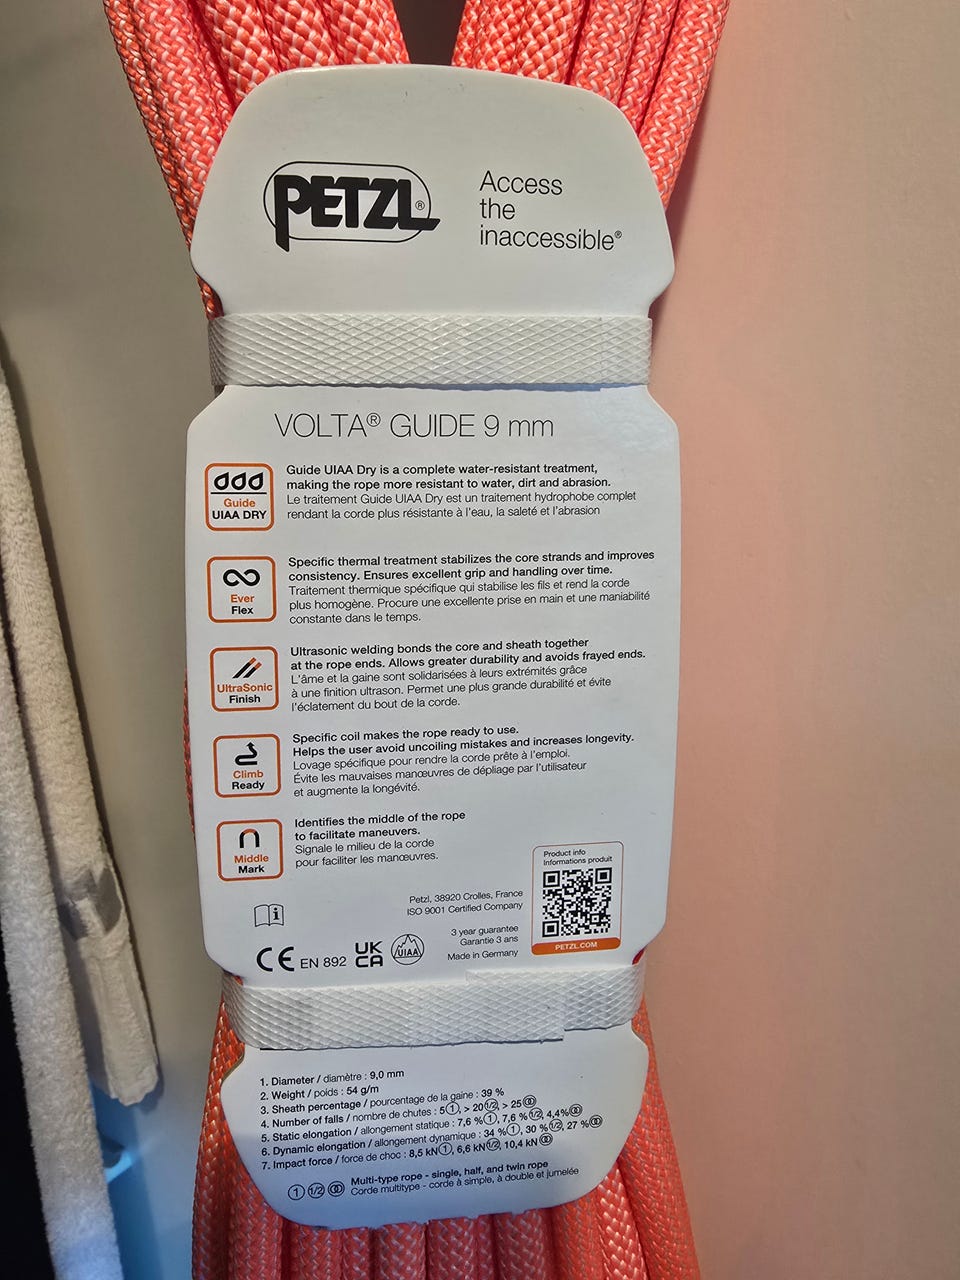 PETZL®
Access
the
inaccessible®
VOLTA® GUIDE 9 mm
Guide
UIAA DRY
Guide UIAA Dry is a complete water-resistant treatment,
making the rope more resistant to water, dirt and abrasion.
Le traitement Guide UIAA Dry est un traitement hydrophobe complet
rendant la corde plus résistante à l'eau, la saleté et l'abrasion
Ever
Flex
Specific thermal treatment stabilizes the core strands and improves
consistency. Ensures excellent grip and handling over time.
Traitement thermique spécifique qui stabilise les fils et rend la corde
plus homogène. Procure une excellente prise en main et une maniabilité
constante dans le temps.
UltraSonic
Finish
Ultrasonic welding bonds the core and sheath together
at the rope ends. Allows greater durability and avoids frayed ends.
L'âme et la gaine sont solidarisées à leurs extrémités grâce
à une finition ultrason. Permet une plus grande durabilité et évite
l'éclatement du bout de la corde.
Climb
Ready
Specific coil makes the rope ready to use.
Helps the user avoid uncoiling mistakes and increases longevity.
Lovage spécifique pour rendre la corde prête à l'emploi.
Évite les mauvaises manœuvres de dépliage par l'utilisateur
et augmente la longévité.
Middle
Mark
Identifies the middle of the rope
to facilitate maneuvers.
Signale le milieu de la corde
pour faciliter les manœuvres.
Product info
Informations produit
PETZL.COM
Petzl, 38920 Crolles, France
ISO 9001 Certified Company
3 year guarantee
Garantie 3 ans
Made in Germany
i
CE EN 892 UK
CA
UIAA
1. Diameter / diamètre : 9,0 mm
2. Weight / poids : 54 g/m
3. Sheath percentage / pourcentage de la gaine : 39 %
4. Number of falls / nombre de chutes : 5 ①, > 20 1/2, > 25
5. Static elongation / allongement statique : 7,6 % ①, 7,6 % 1/2, 4,4%
6. Dynamic elongation / allongement dynamique : 34 % ①, 30 % 1/2, 27 %
7. Impact force / force de choc : 8,5 kN ①, 6,6 kN 1/2, 10,4 kN
① 1/2 Multi-type rope - single, half, and twin rope
Corde multitype - corde à simple, à double et jumelée